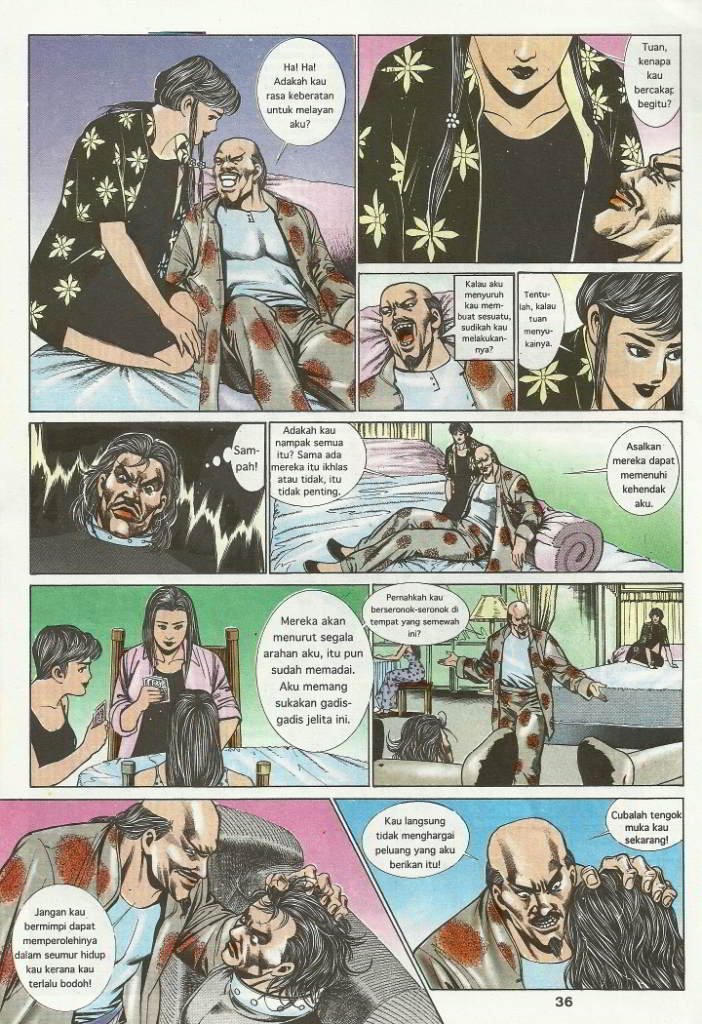 Ha! Ha!
Adakah kau
rasa keberatan
untuk melayan
aku?
Tuan,
kenapa
kau
bercakap
begitu?
Kalau aku
menyuruh
kau mem-
buat sesuatu,
sudikah kau
melakukan-
nya?
Tentu-
lah, kalau
tuan
menyu-
kainya.
Sam-
pah!
Adakah kau
nampak semua
itu? Sama ada
mereka itu ikhlas
atau tidak, itu
tidak penting.
Asalkan
mereka dapat
memenuhi
kehendak
aku.
Mereka akan
menurut segala
arahan aku, itu pun
sudah memadai.
Aku memang
sukakan gadis-
gadis jelita ini.
Pernahkah kau
berseronok-seronok di
tempat yang semewah
ini?
Jangan kau
bermimpi dapat
memperolehinya
dalam seumur hidup
kau kerana kau
terlalu bodoh!
Kau langsung
tidak menghargai
peluang yang aku
berikan itu!
Cubalah tengok
muka kau
sekarang!
36